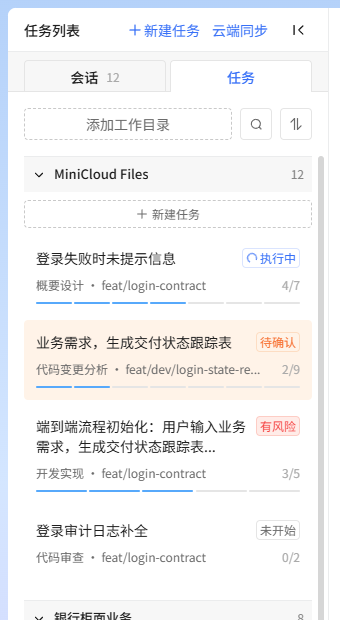 任务列表 + 新建任务 云端同步
会话 12 任务
添加工作目录
MiniCloud Files 12
+ 新建任务
登录失败时未提示信息 执行中
概要设计 · feat/login-contract 4/7
业务需求，生成交付状态跟踪表 待确认
代码变更分析 · feat/dev/login-state-re... 2/9
端到端流程初始化：用户输入业务 有风险
需求，生成交付状态跟踪表...
开发实现 · feat/login-contract 3/5
登录审计日志补全 未开始
代码审查 · feat/login-contract 0/2
银行柜面业务 8